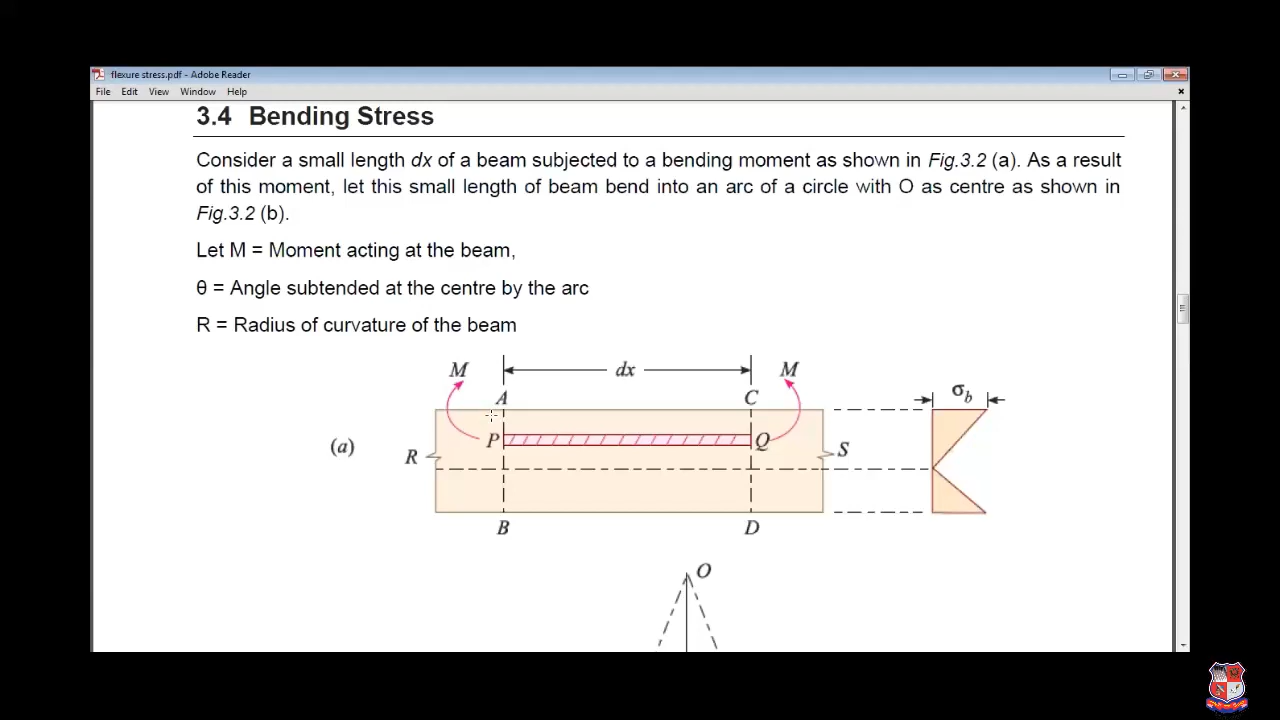 flexure stress.pdf - Adobe Reader
File Edit View Window Help
3.4 Bending Stress
Consider a small length dx of a beam subjected to a bending moment as shown in Fig.3.2 (a). As a result
of this moment, let this small length of beam bend into an arc of a circle with O as centre as shown in
Fig.3.2 (b).
Let M = Moment acting at the beam,
θ = Angle subtended at the centre by the arc
R = Radius of curvature of the beam
M dx M
A C σb
P Q
(a) R S
B D
O